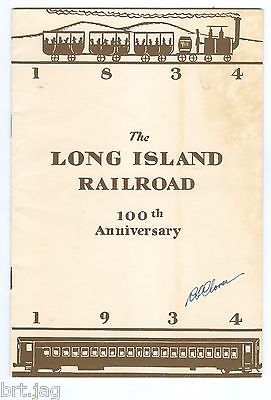 1 8 3 4
The
LONG ISLAND
RAILROAD
100th
Anniversary
1 9 3 4
brt.jag